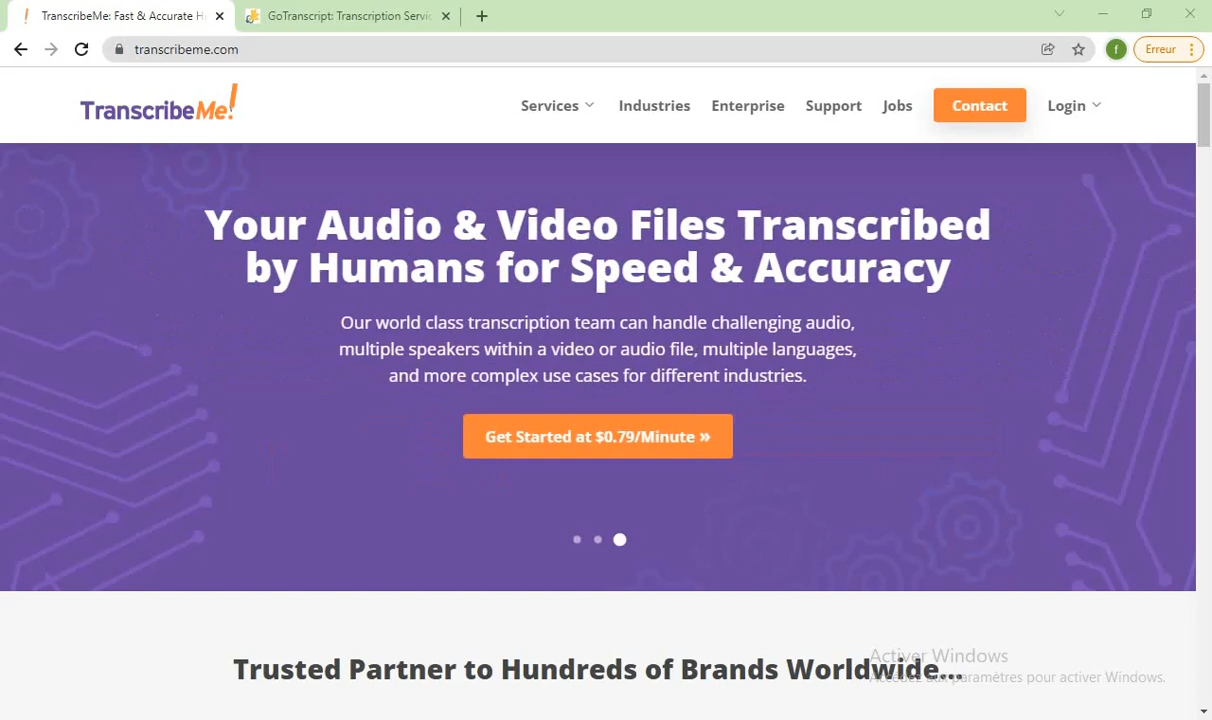 TranscribeMe: Fast & Accurate H
GoTranscript: Transcription Servic
transcribeme.com
f
Erreur
TranscribeMe!
Services
Industries
Enterprise
Support
Jobs
Contact
Login
Your Audio & Video Files Transcribed
by Humans for Speed & Accuracy
Our world class transcription team can handle challenging audio,
multiple speakers within a video or audio file, multiple languages,
and more complex use cases for different industries.
Get Started at $0.79/Minute »
Trusted Partner to Hundreds of Brands Worldwide...
Activer Windows
Accédez aux paramètres pour activer Windows.